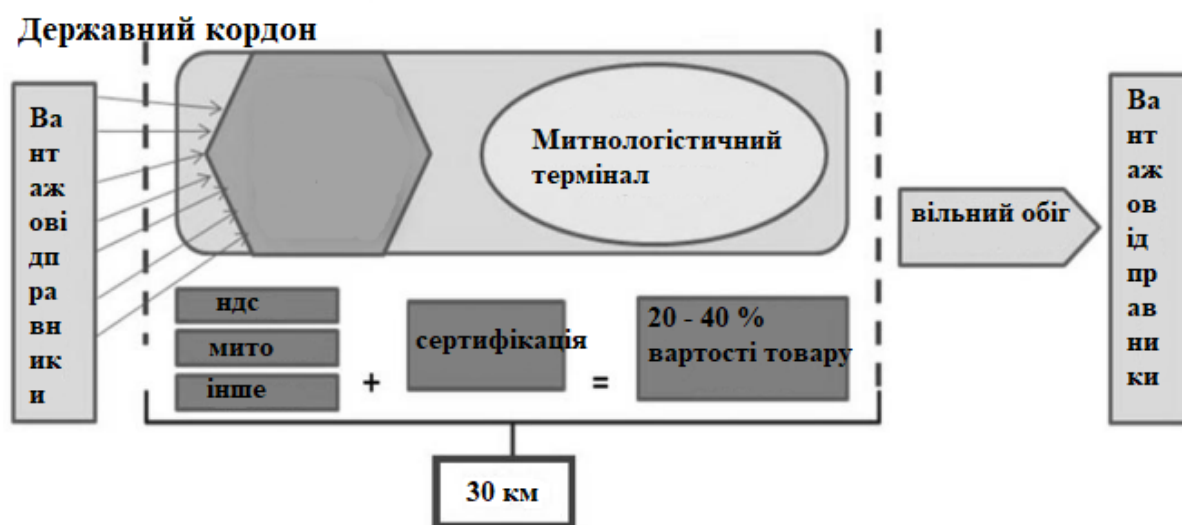 Державний кордон
Ва
нт
аж
ові
дп
ра
вн
ик
и
Митнологістичний
термінал
вільний обіг
Ва
нт
аж
ов
ід
пр
ав
ни
ки
ндс
мито
інше
+
сертифікація
=
20 - 40 %
вартості товару
30 км